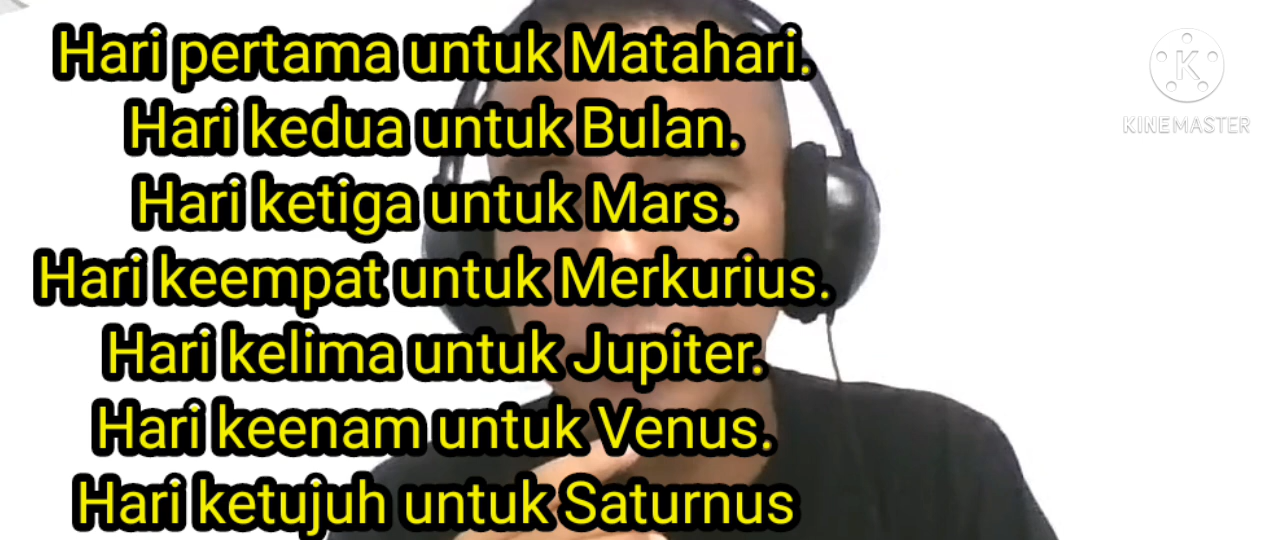 Hari pertama untuk Matahari.
Hari kedua untuk Bulan.
Hari ketiga untuk Mars.
Hari keempat untuk Merkurius.
Hari kelima untuk Jupiter.
Hari keenam untuk Venus.
Hari ketujuh untuk Saturnus
K
KINEMASTER